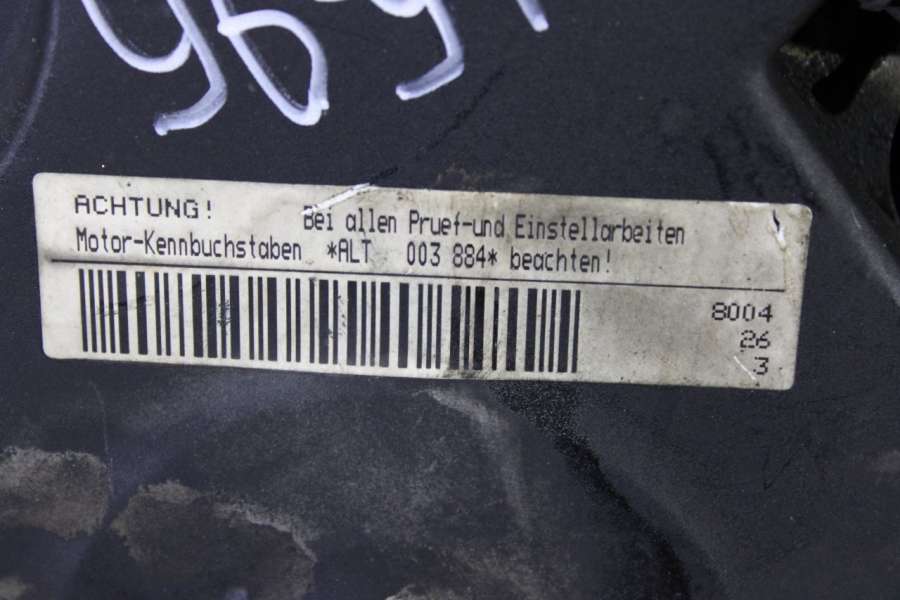 ACHTUNG! Bei allen Pruef-und Einstellarbeiten
Motor-Kennbuchstaben *ALT 003 884* beachten!
8004
26
3